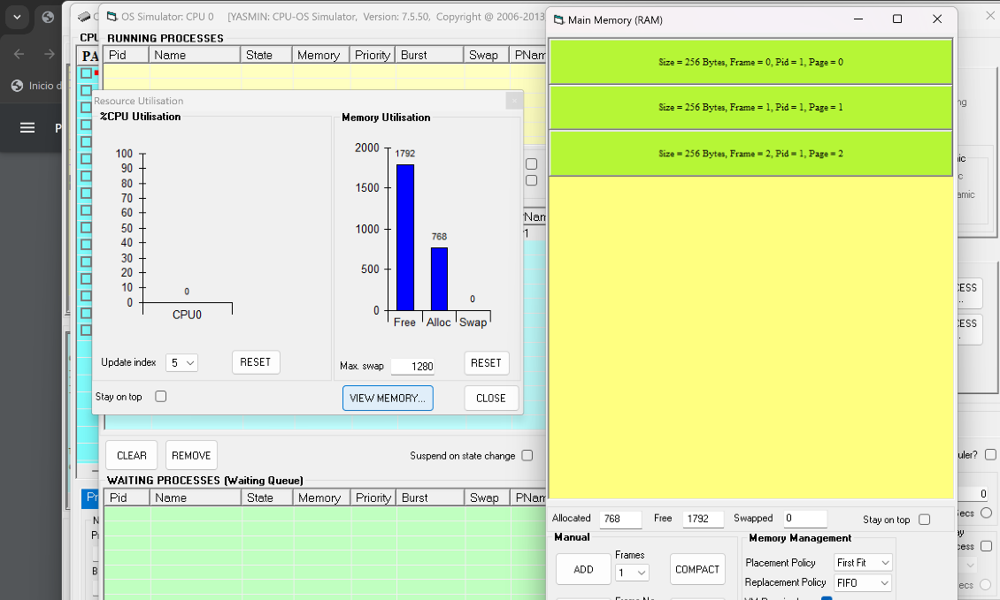 OS Simulator: CPU 0 [YASMIN: CPU-OS Simulator, Version: 7.5.50, Copyright @ 2006-2013
CPU
RUNNING PROCESSES
PA
Pid Name State Memory Priority Burst Swap PNam
Inicio d
P
Resource Utilisation
%CPU Utilisation
100
90
80
70
60
50
40
30
20
10
0
0
CPU0
Update index 5 RESET
Stay on top
Memory Utilisation
2000
1500
1000
500
0
1792
768
0
Free Alloc Swap
Max. swap 1280 RESET
VIEW MEMORY... CLOSE
PNam
CLEAR REMOVE Suspend on state change
WAITING PROCESSES (Waiting Queue)
Pid Name State Memory Priority Burst Swap PNam
Pr
N
B
Main Memory (RAM)
Size = 256 Bytes, Frame = 0, Pid = 1, Page = 0
Size = 256 Bytes, Frame = 1, Pid = 1, Page = 1
Size = 256 Bytes, Frame = 2, Pid = 1, Page = 2
Allocated 768 Free 1792 Swapped 0 Stay on top
Manual
ADD
Frames
1
COMPACT
Memory Management
Placement Policy First Fit
Replacement Policy FIFO
ng
ic
c
amic
ESS
..
ESS
.
uler?
0
ecs
ay
ess
ecs